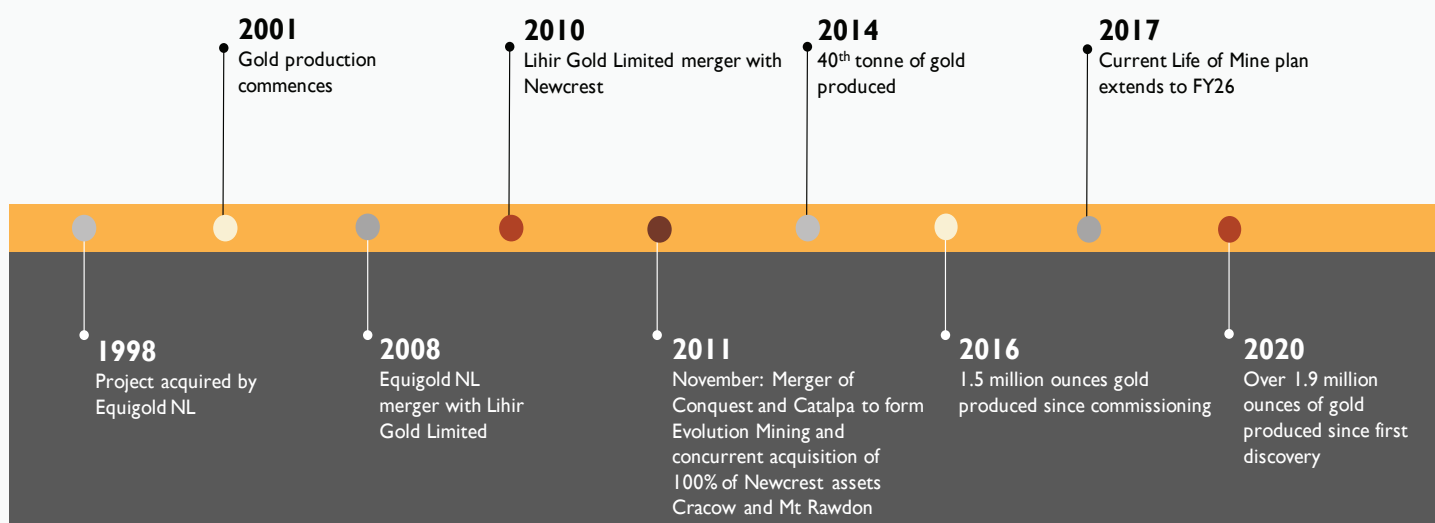 2001
Gold production
commences
2010
Lihir Gold Limited merger with
Newcrest
2014
40th tonne of gold
produced
2017
Current Life of Mine plan
extends to FY26
1998
Project acquired by
Equigold NL
2008
Equigold NL
merger with Lihir
Gold Limited
2011
November: Merger of
Conquest and Catalpa to form
Evolution Mining and
concurrent acquisition of
100% of Newcrest assets
Cracow and Mt Rawdon
2016
1.5 million ounces gold
produced since commissioning
2020
Over 1.9 million
ounces of gold
produced since first
discovery